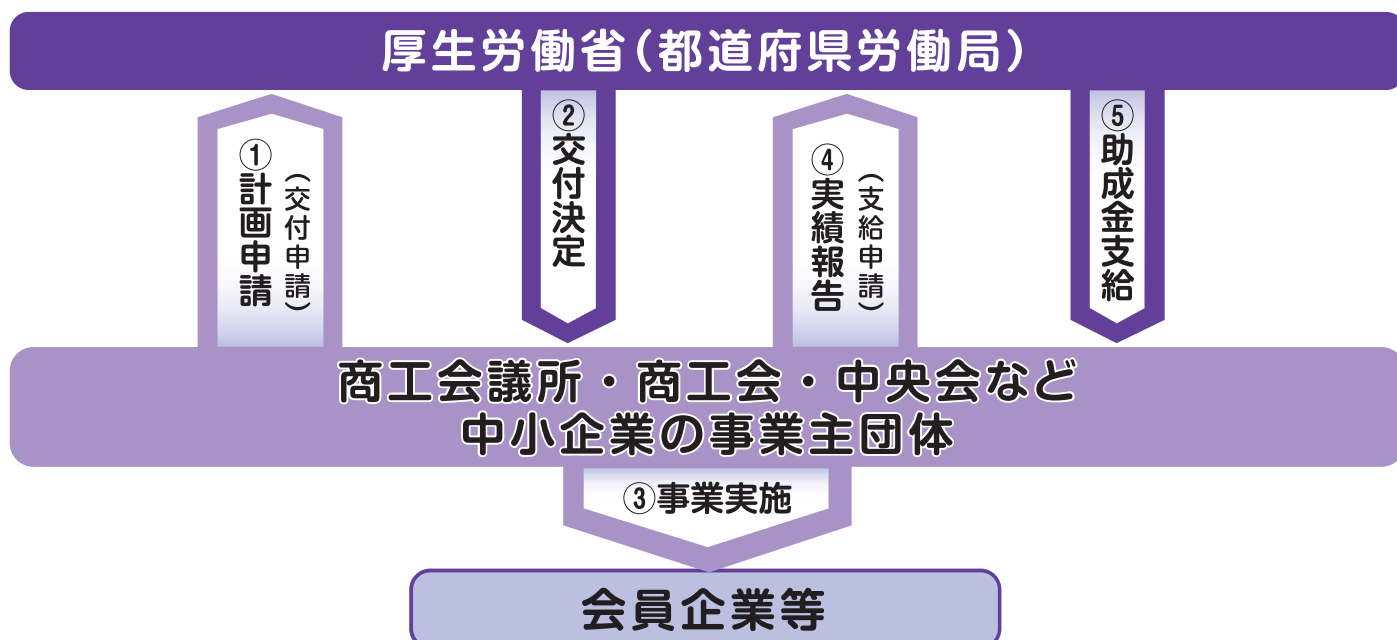 厚生労働省（都道府県労働局）
①計画申請
（交付申請）
②交付決定
④実績報告
（支給申請）
⑤助成金支給
商工会議所・商工会・中央会など
中小企業の事業主団体
③事業実施
会員企業等